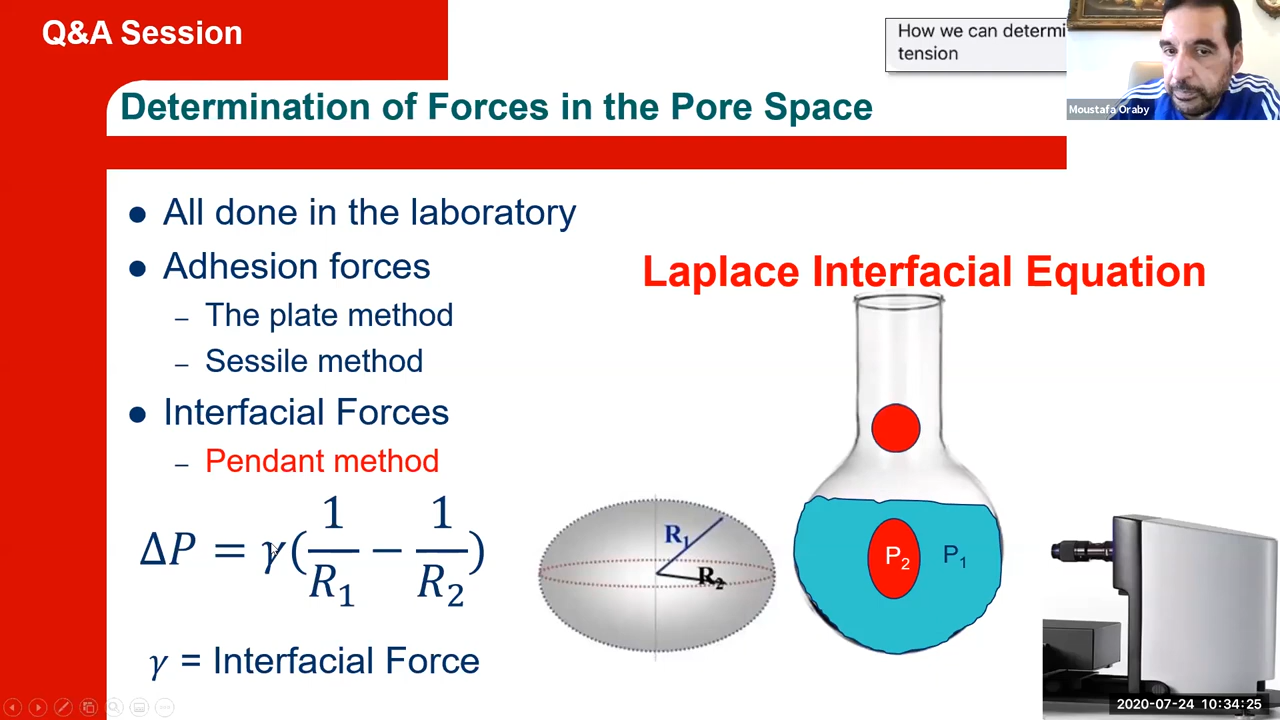 Q&A Session
How we can determi
tension
Moustafa Oraby
Determination of Forces in the Pore Space
● All done in the laboratory
● Adhesion forces
– The plate method
– Sessile method
● Interfacial Forces
– Pendant method
ΔP = γ(1/R₁ − 1/R₂)
γ = Interfacial Force
Laplace Interfacial Equation
R₁
R₂
P₂
P₁
2020-07-24 10:34:25